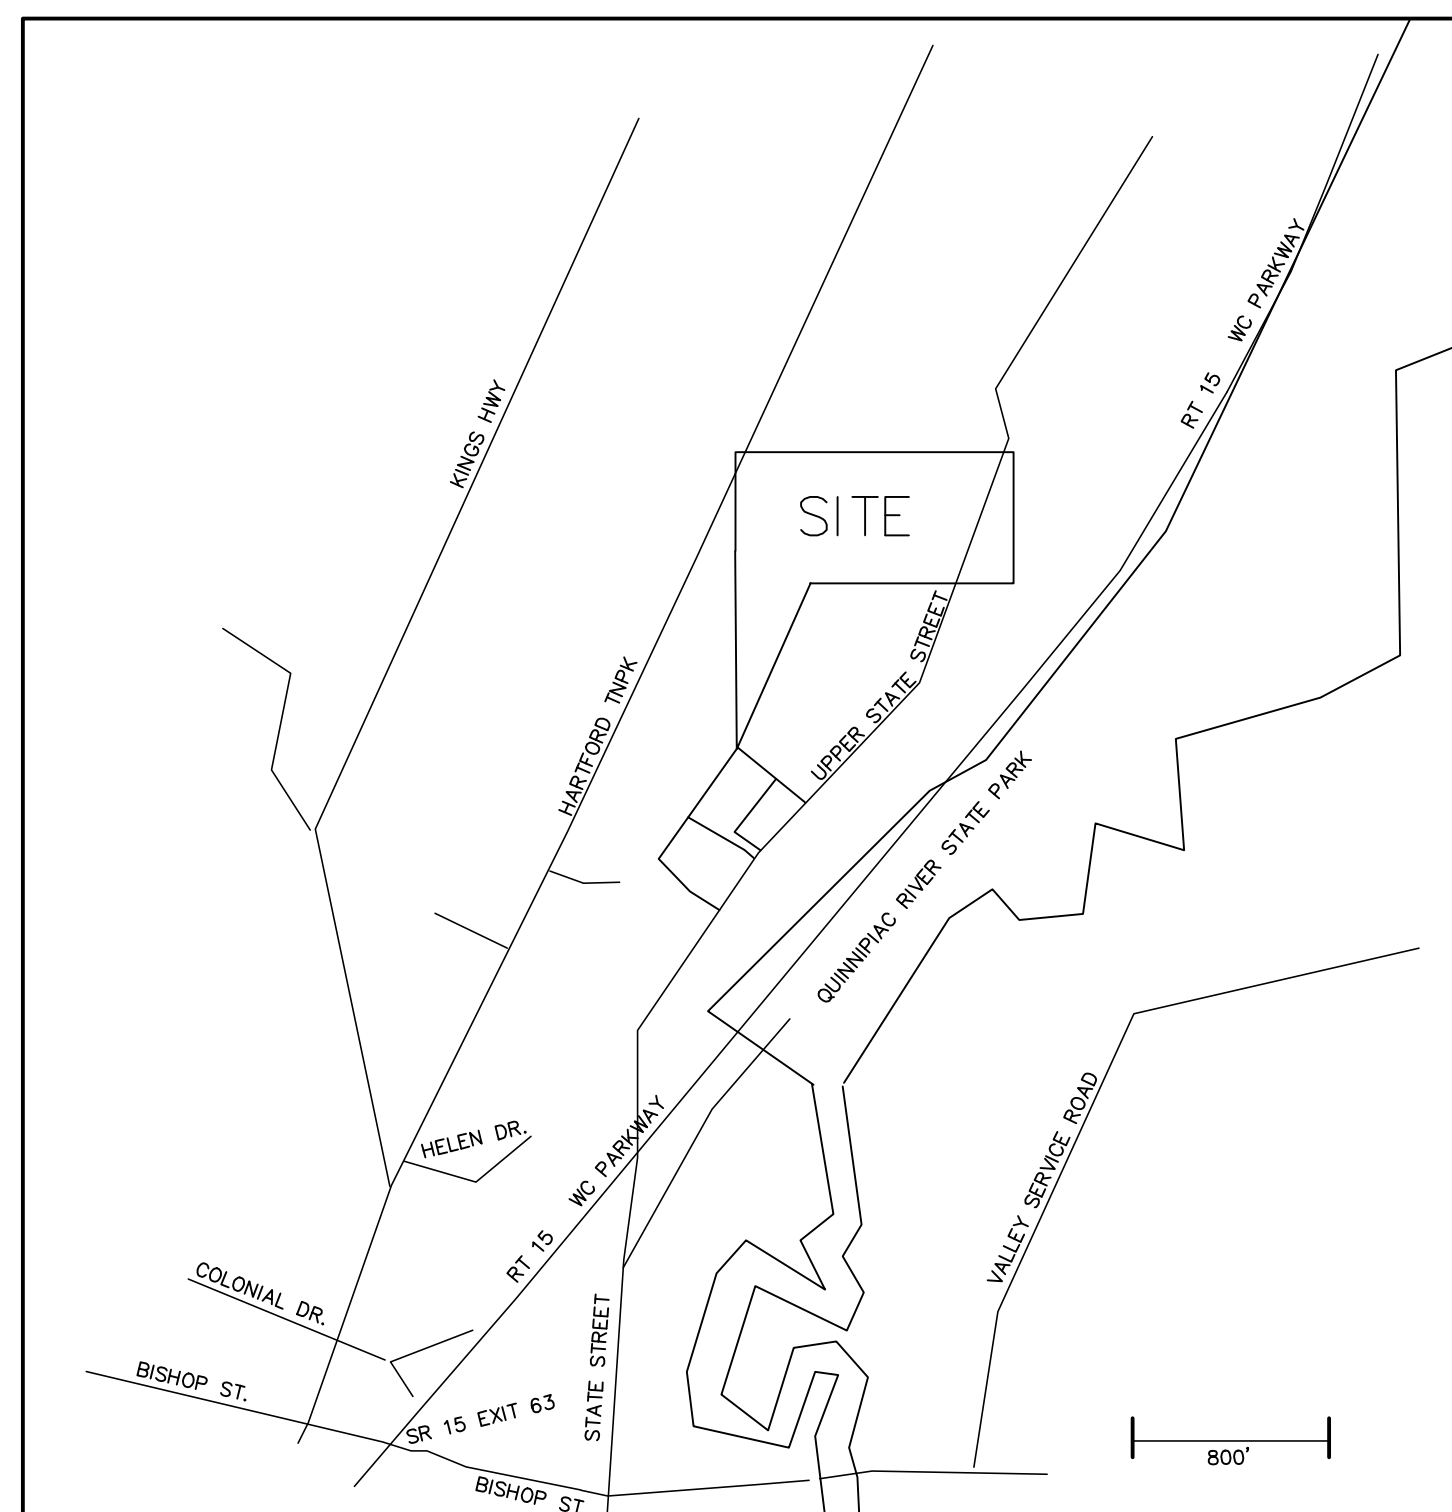 RT 15 WC PARKWAY
KINGS HWY
SITE
UPPER STATE STREET
HARTFORD TNPK
QUINNIPIAC RIVER STATE PARK
VALLEY SERVICE ROAD
HELEN DR.
RT 15 WC PARKWAY
COLONIAL DR.
STATE STREET
BISHOP ST.
SR 15 EXIT 63
800'
BISHOP ST